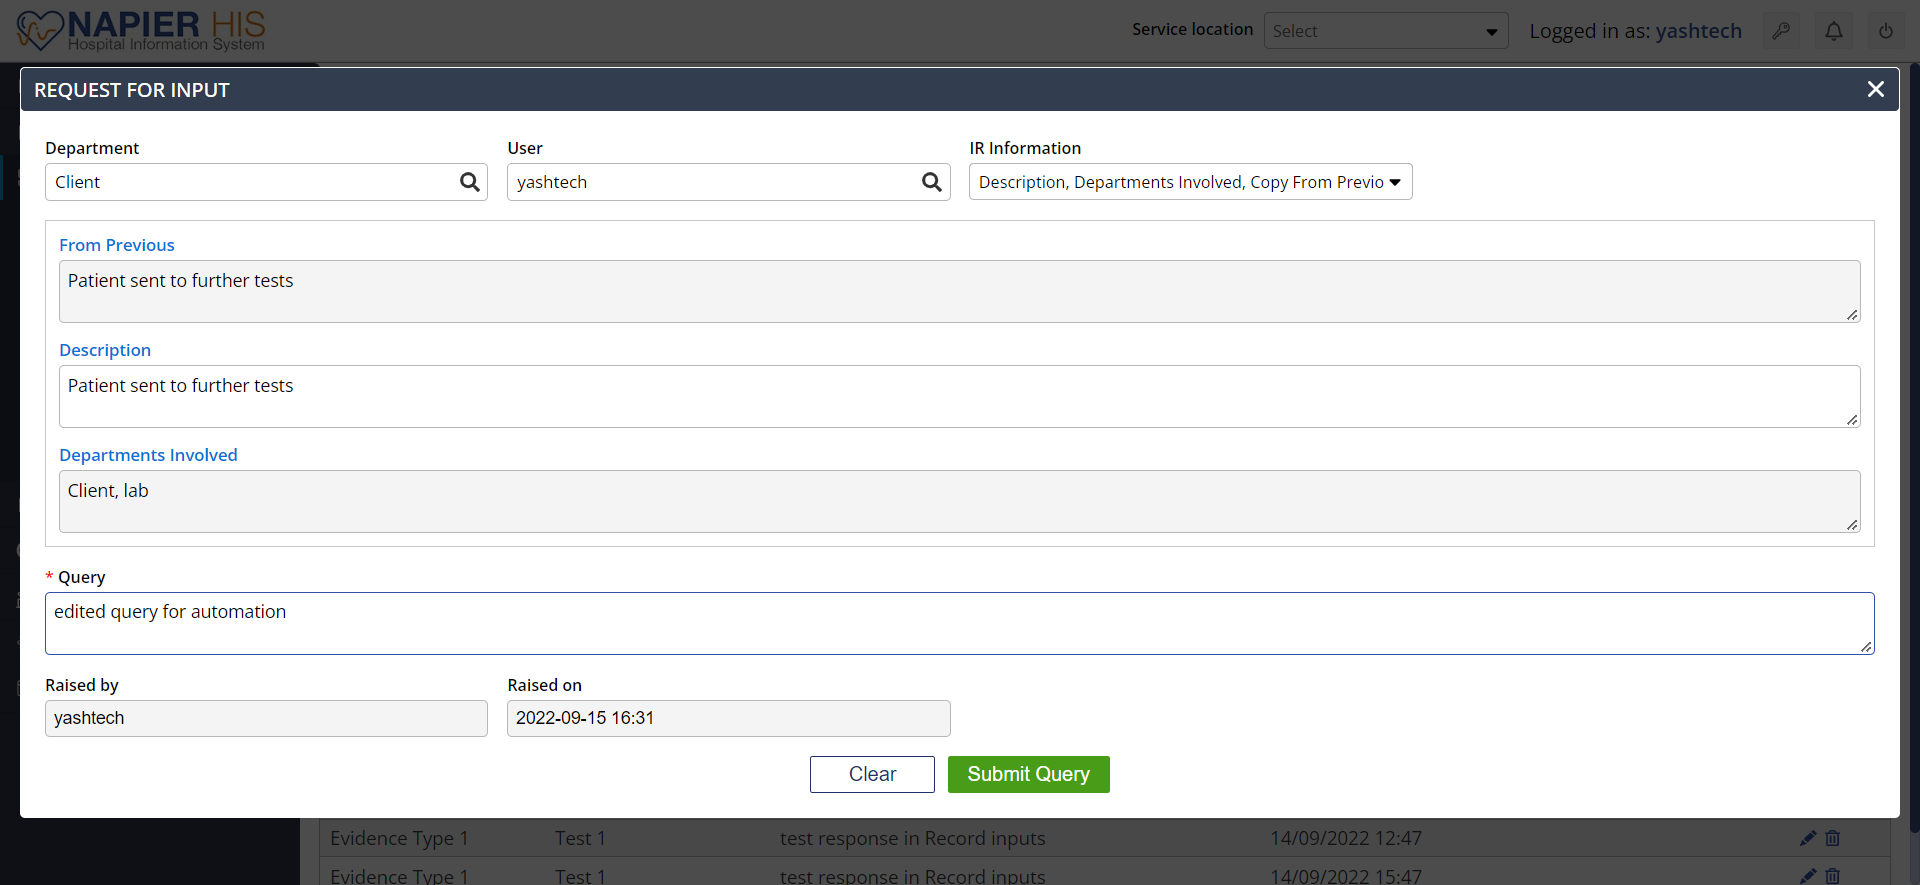 NAPIER HIS
Hospital Information System
Service location
Select
Logged in as: yashtech
REQUEST FOR INPUT
Department
User
IR Information
Client
yashtech
Description, Departments Involved, Copy From Previo
From Previous
Patient sent to further tests
Description
Patient sent to further tests
Departments Involved
Client, lab
* Query
edited query for automation
Raised by
Raised on
yashtech
2022-09-15 16:31
Clear
Submit Query
Evidence Type 1 Test 1 test response in Record inputs 14/09/2022 12:47
Evidence Type 1 Test 1 test response in Record inputs 14/09/2022 15:47